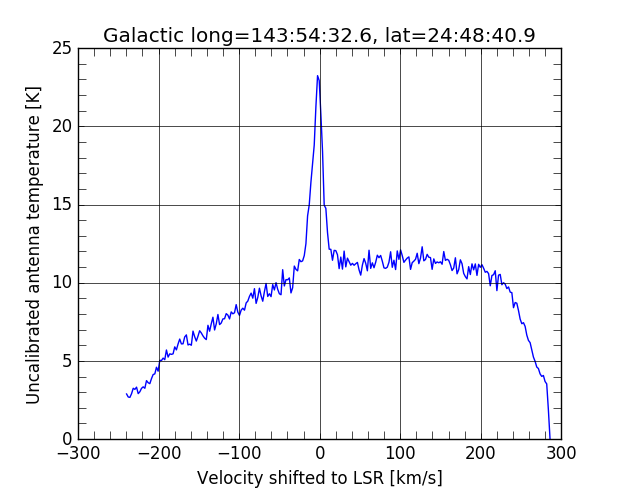 Galactic long=143:54:32.6, lat=24:48:40.9
Uncalibrated antenna temperature [K]
25
20
15
10
5
0
−300 −200 −100 0 100 200 300
Velocity shifted to LSR [km/s]